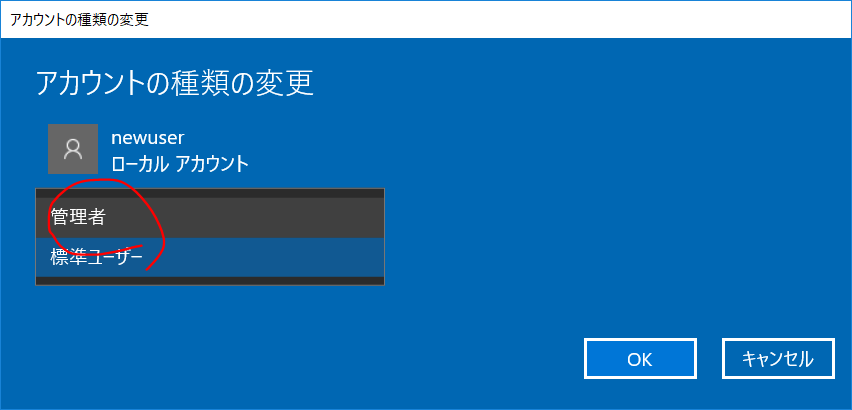 アカウントの種類の変更
アカウントの種類の変更
newuser
ローカル アカウント
管理者
標準ユーザー
OK
キャンセル